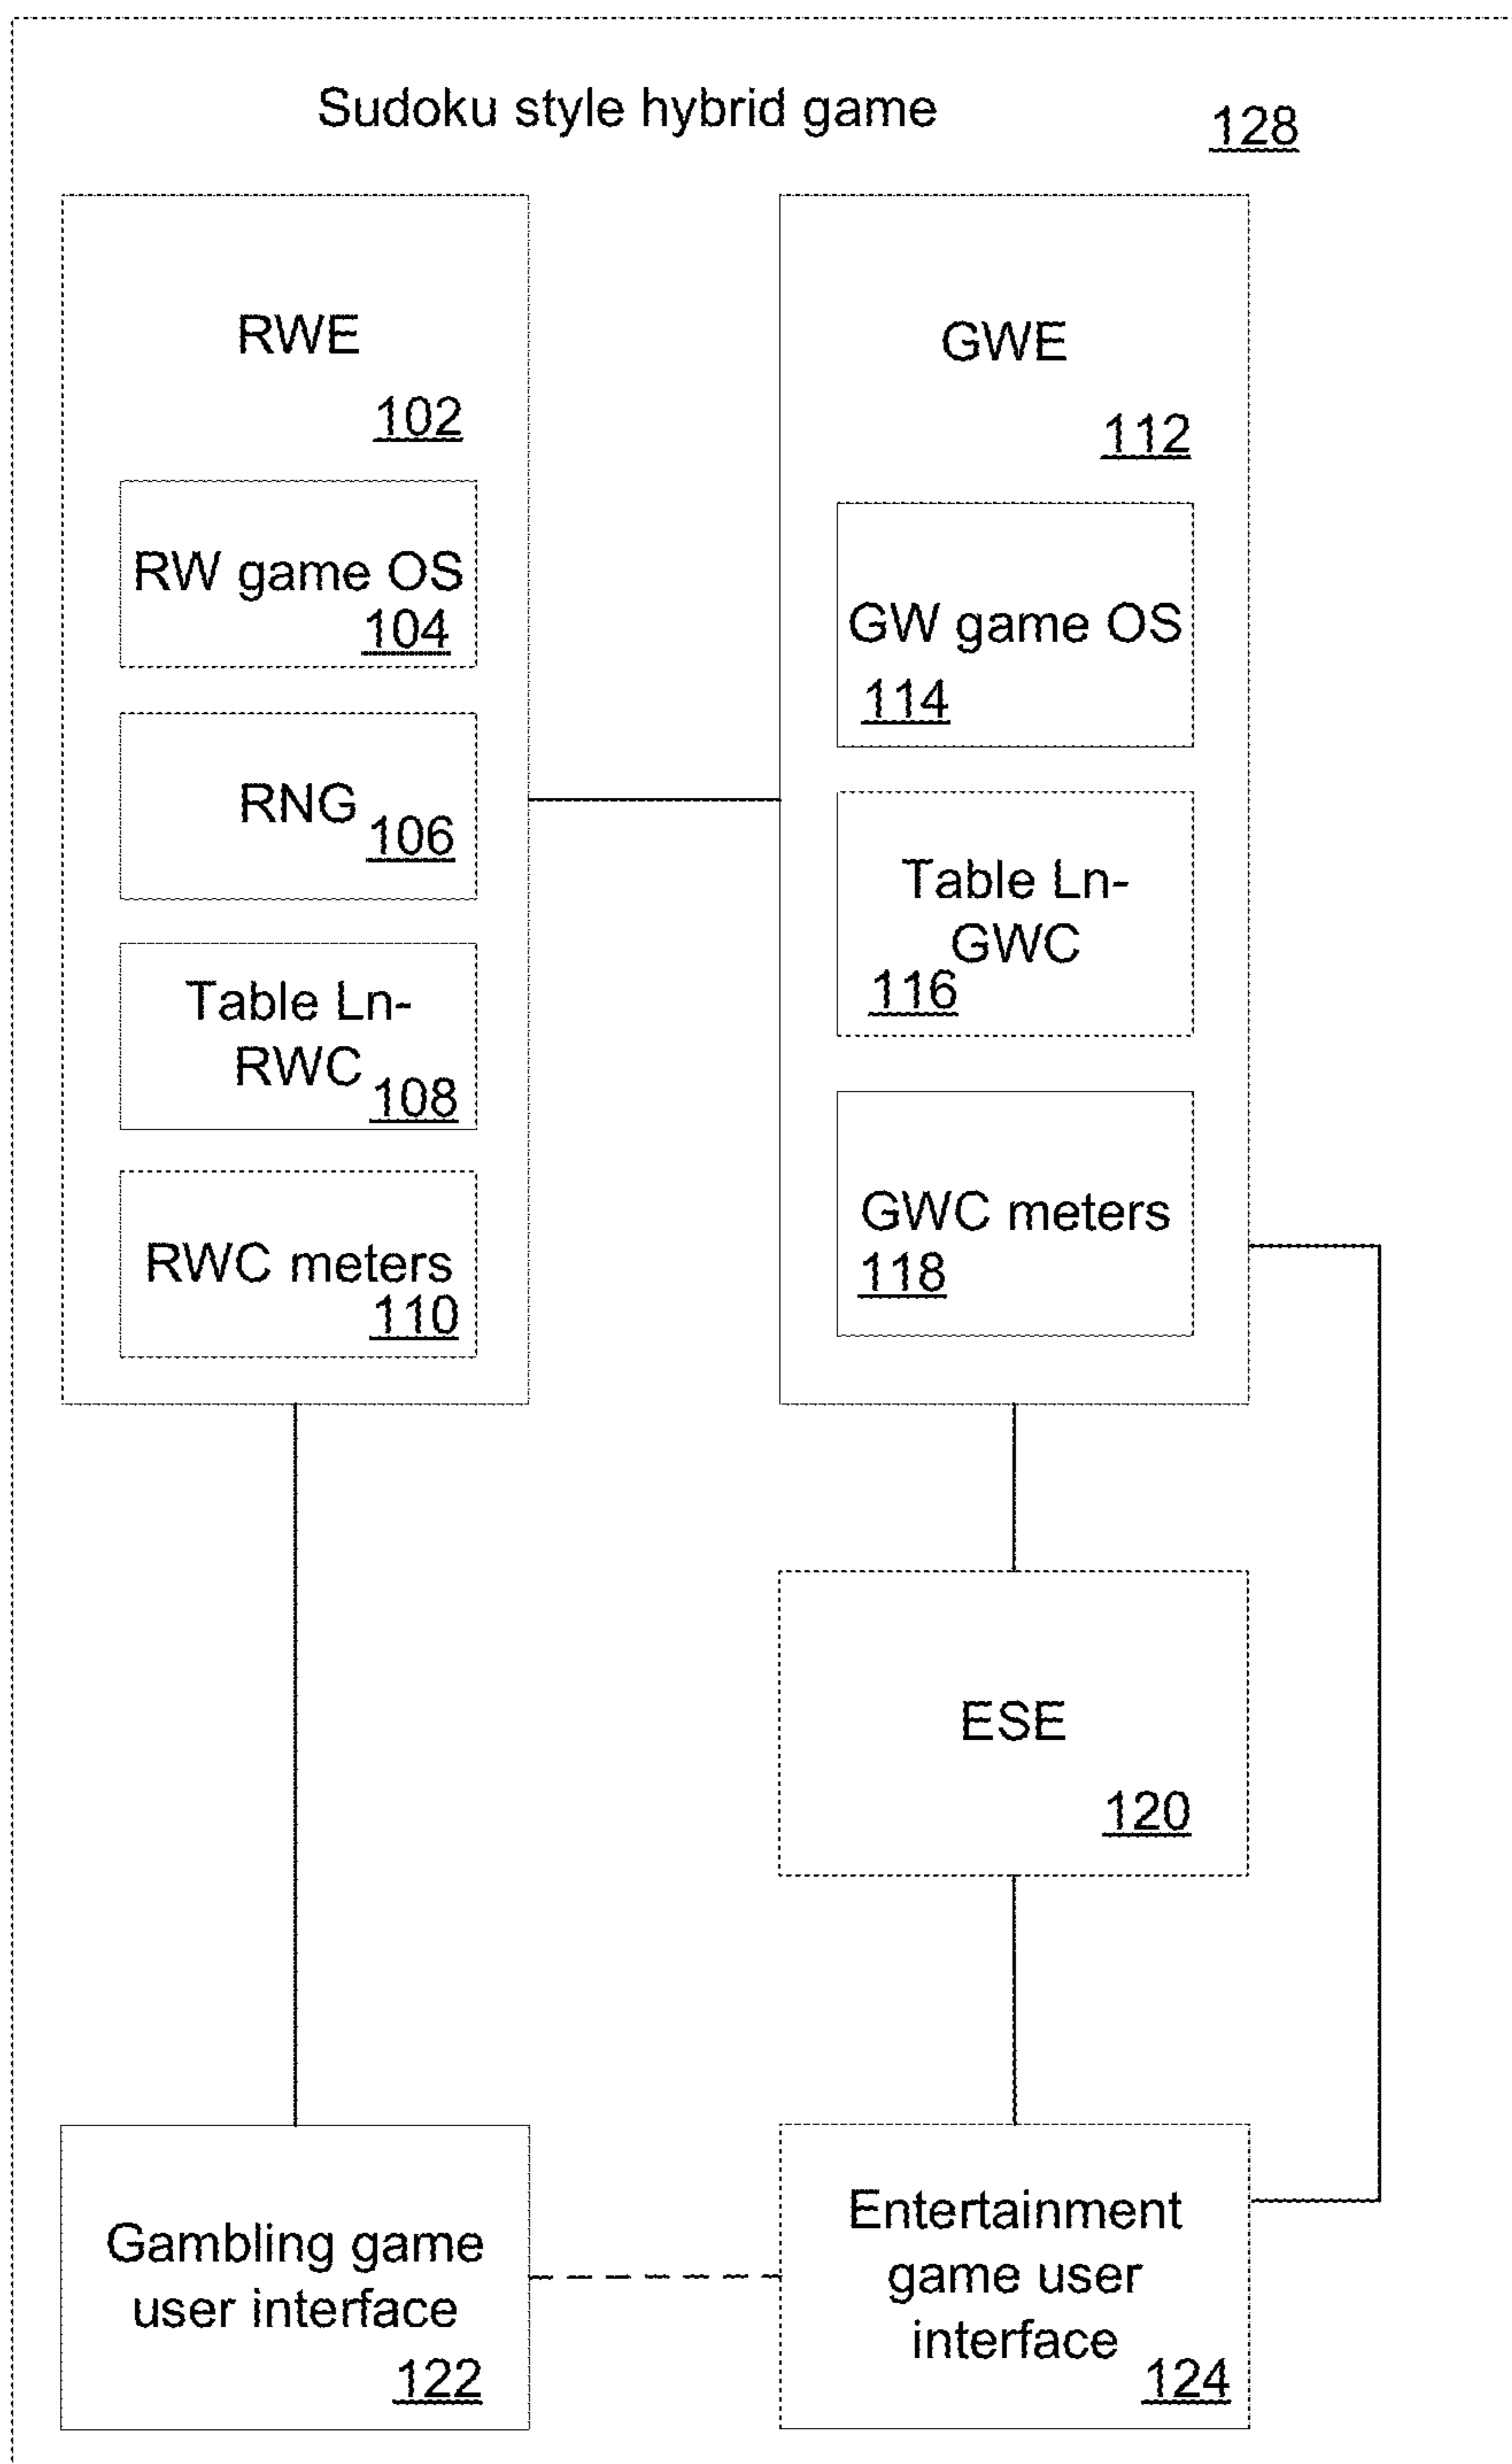 Sudoku style hybrid game
128
RWE
102
RW game OS
104
RNG
106
Table Ln-
RWC
108
RWC meters
110
GWE
112
GW game OS
114
Table Ln-
GWC
116
GWC meters
118
ESE
120
Gambling game
user interface
122
Entertainment
game user
interface
124